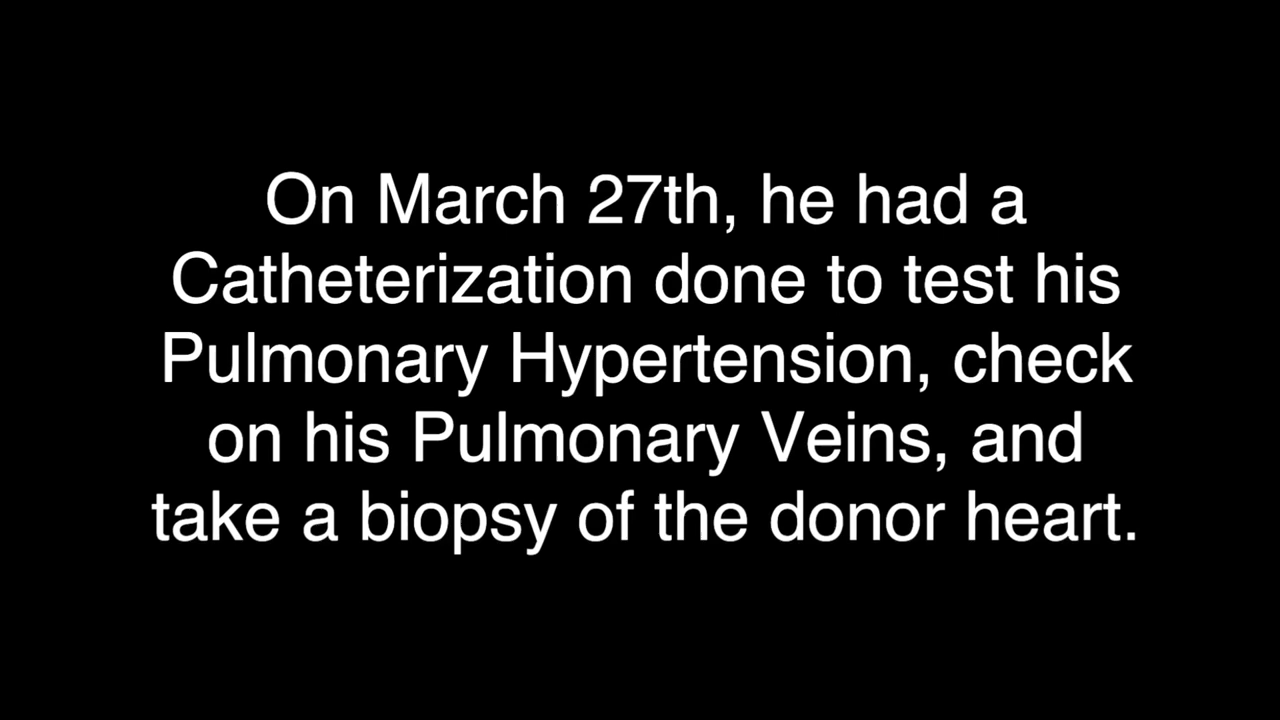 On March 27th, he had a
Catheterization done to test his
Pulmonary Hypertension, check
on his Pulmonary Veins, and
take a biopsy of the donor heart.